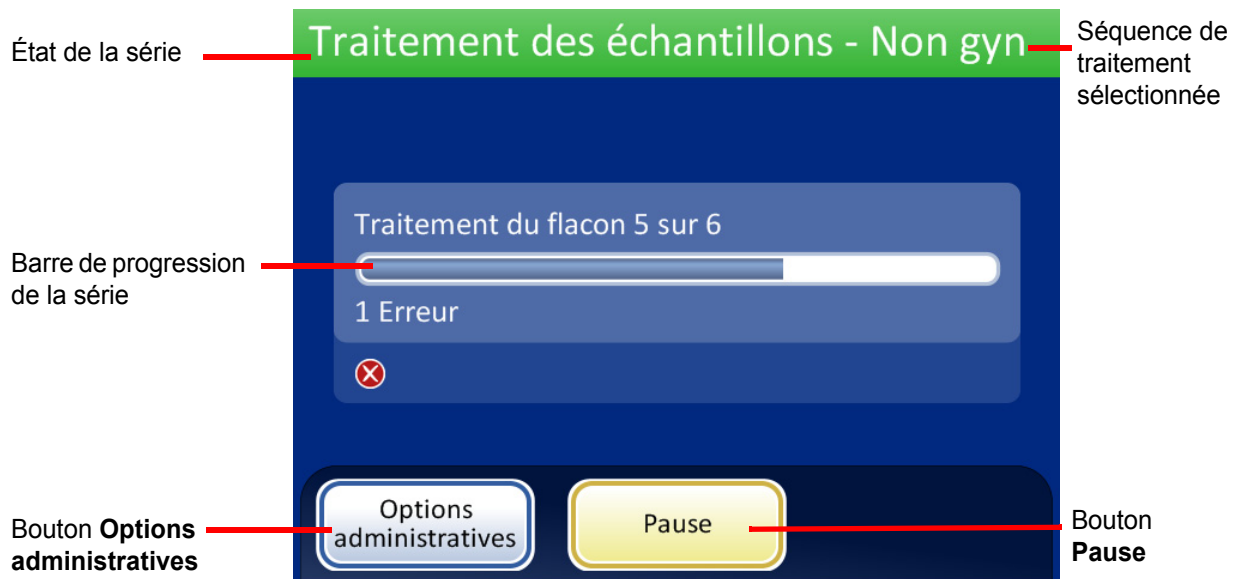 Traitement des échantillons - Non gyn
État de la série
Séquence de
traitement
sélectionnée
Traitement du flacon 5 sur 6
Barre de progression
de la série
1 Erreur
Options
administratives
Pause
Bouton Options
administratives
Bouton
Pause